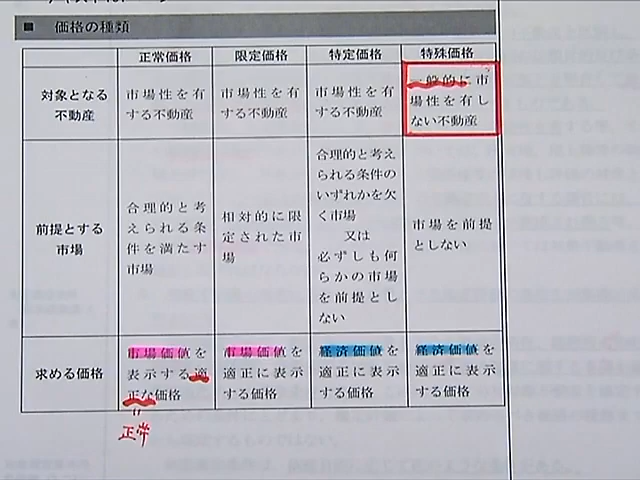 ■ 価格の種類
正常価格
限定価格
特定価格
特殊価格
対象となる
不動産
市場性を有
する不動産
市場性を有
する不動産
市場性を有
する不動産
一般的に市
場性を有し
ない不動産
前提とする
市場
合理的と考
えられる条
件を満たす
市場
相対的に限
定された市
場
合理的と考え
られる条件の
いずれかを欠
く市場
又は
必ずしも何
らかの市場
を前提とし
ない
市場を前提
としない
求める価格
市場価値を
表示する適
正な価格
市場価値を
適正に表示
する価格
経済価値を
適正に表示
する価格
経済価値を
適正に表示
する価格
=
正常